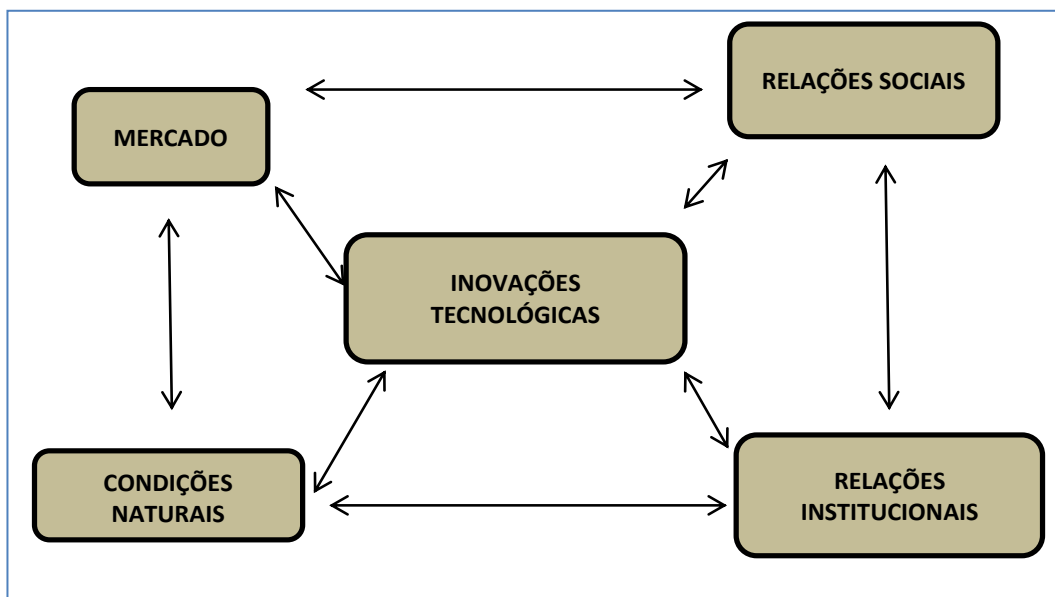 RELAÇÕES SOCIAIS
MERCADO
INOVAÇÕES
TECNOLÓGICAS
CONDIÇÕES
NATURAIS
RELAÇÕES
INSTITUCIONAIS